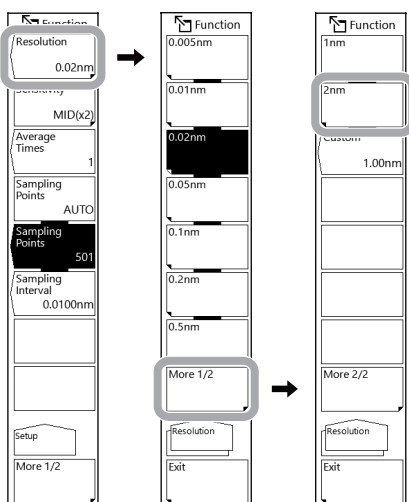 Function
Resolution
0.02nm
Sensitivity
MID(x2)
Average
Times
1
Sampling
Points
AUTO
Sampling
Points
501
Sampling
Interval
0.0100nm
Setup
More 1/2
Function
0.005nm
0.01nm
0.02nm
0.05nm
0.1nm
0.2nm
0.5nm
More 1/2
Resolution
Exit
Function
1nm
2nm
Custom
1.00nm
More 2/2
Resolution
Exit